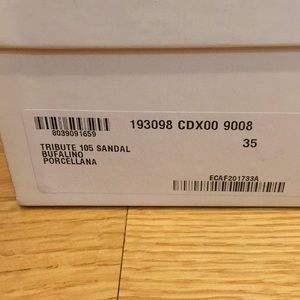 193098 CDX00 9008
8039091659
35
TRIBUTE 105 SANDAL
BUFALINO
PORCELLANA
ECAF201733A